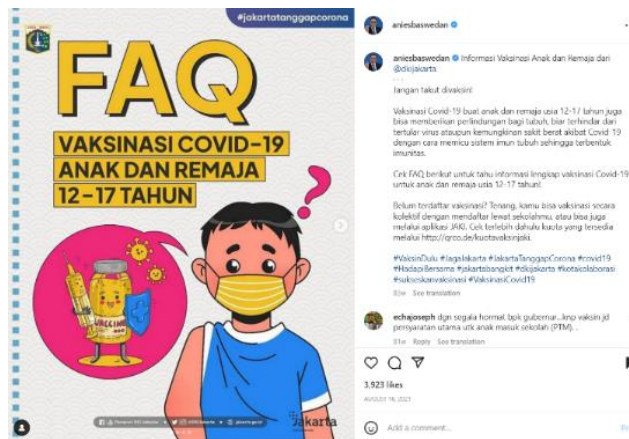 #jakartatanggapcorona
FAQ
VAKSINASI COVID-19
ANAK DAN REMAJA
12-17 TAHUN
?
VACCINE
Jakarta
aniesbaswedan
aniesbaswedan Informasi Vaksinasi Anak dan Remaja dari
@dkijakarta
Jangan takut divaksin!
Vaksinasi Covid-19 buat anak dan remaja usia 12-17 tahun juga
bisa memberikan perlindungan bagi tubuh, biar terhindar dari
tertular virus ataupun kemungkinan sakit berat akibat Covid-19
dengan cara memicu sistem imun tubuh sehingga terbentuk
imunitas.
Cek FAQ berikut untuk tahu informasi lengkap vaksinasi Covid-19
untuk anak dan remaja usia 12-17 tahun!
Belum terdaftar vaksinasi? Tenang, kamu bisa vaksinasi secara
kolektif dengan mendaftar lewat sekolahmu, atau bisa juga
melalui aplikasi JAKI. Cek terlebih dahulu kuota yang tersedia
melalui http://qrco.de/kuotavaksinjaki.
#VaksinDulu #JagaJakarta #JakartaTanggapCorona #covid19
#HadapiBersama #jakartabangkit #dkijakarta #kotakolaborasi
#sukseskanvaksinasi #VaksinasiCovid19
See translation
echajoseph dgn segala hormat bpk gubernur...knp vaksin jd
persyaratan utama utk anak masuk sekolah (PTM)...
Reply See translation
3,923 likes
AUGUST 16, 2021
Add a comment...